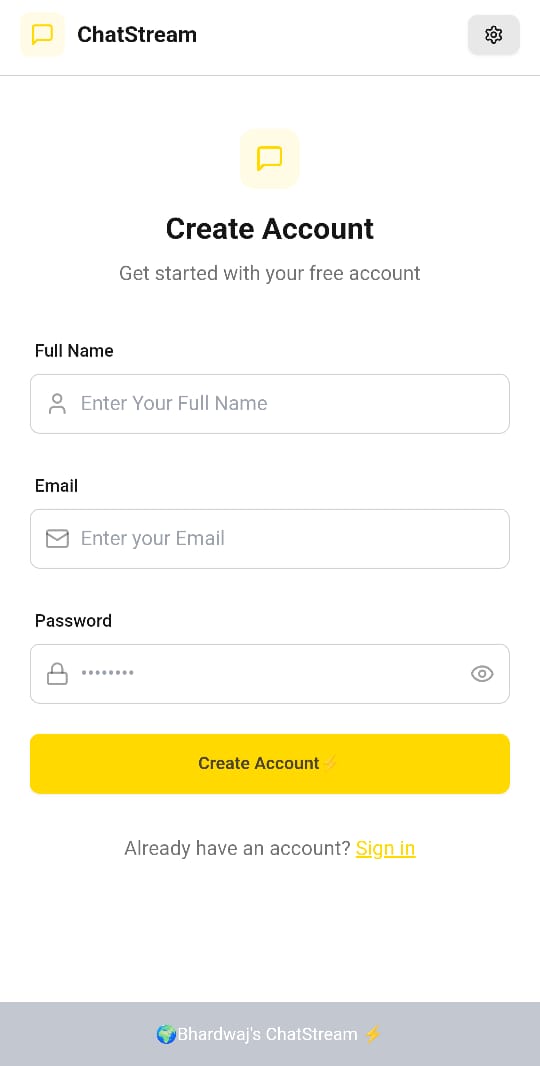 ChatStream
Create Account
Get started with your free account
Full Name
Enter Your Full Name
Email
Enter your Email
Password
••••••••
Create Account⚡
Already have an account? Sign in
🌍Bhardwaj's ChatStream ⚡